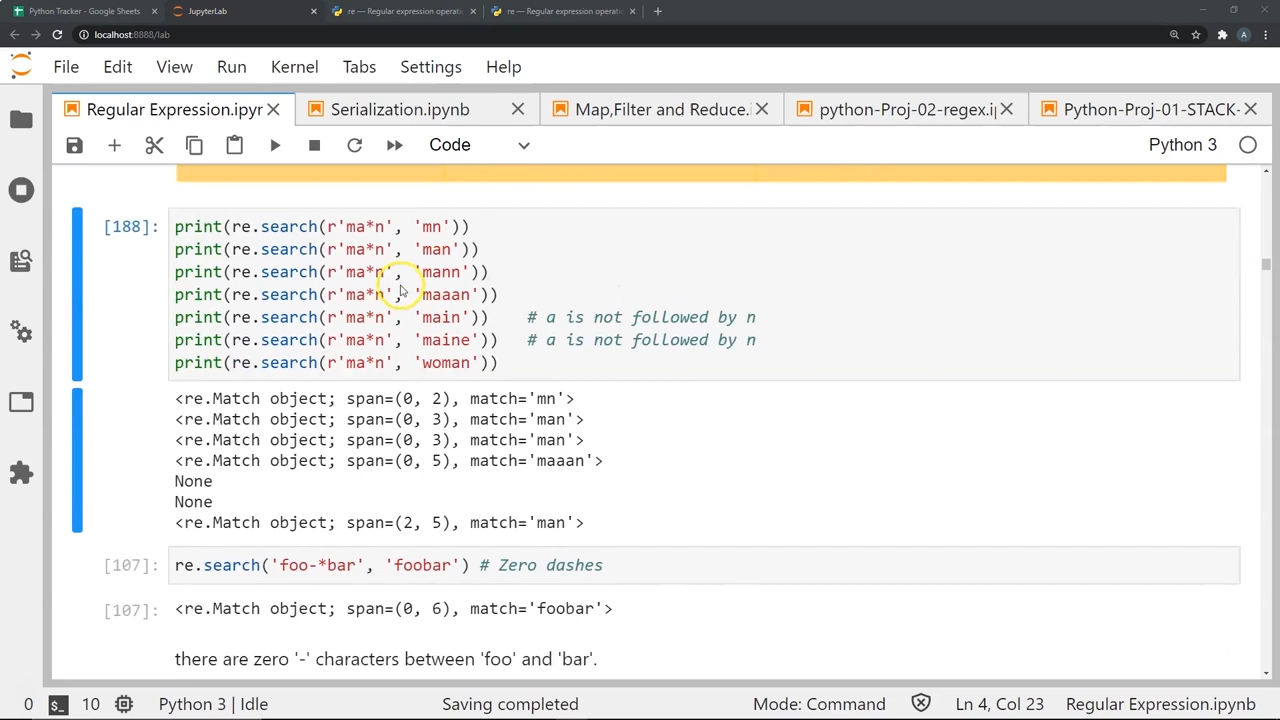 Python Tracker - Google Sheets
JupyterLab
re — Regular expression operati
re — Regular expression operati
localhost:8888/lab
A
File Edit View Run Kernel Tabs Settings Help
Regular Expression.ipyr
Serialization.ipynb
Map,Filter and Reduce.i
python-Proj-02-regex.i
Python-Proj-01-STACK-
Code
Python 3
[188]:
print(re.search(r'ma*n', 'mn'))
print(re.search(r'ma*n', 'man'))
print(re.search(r'ma*n', 'mann'))
print(re.search(r'ma*n', 'maaan'))
print(re.search(r'ma*n', 'main')) # a is not followed by n
print(re.search(r'ma*n', 'maine')) # a is not followed by n
print(re.search(r'ma*n', 'woman'))
<re.Match object; span=(0, 2), match='mn'>
<re.Match object; span=(0, 3), match='man'>
<re.Match object; span=(0, 3), match='man'>
<re.Match object; span=(0, 5), match='maaan'>
None
None
<re.Match object; span=(2, 5), match='man'>
[107]: re.search('foo-*bar', 'foobar') # Zero dashes
[107]: <re.Match object; span=(0, 6), match='foobar'>
there are zero '-' characters between 'foo' and 'bar'.
0 $_ 10 Python 3 | Idle Saving completed Mode: Command Ln 4, Col 23 Regular Expression.ipynb